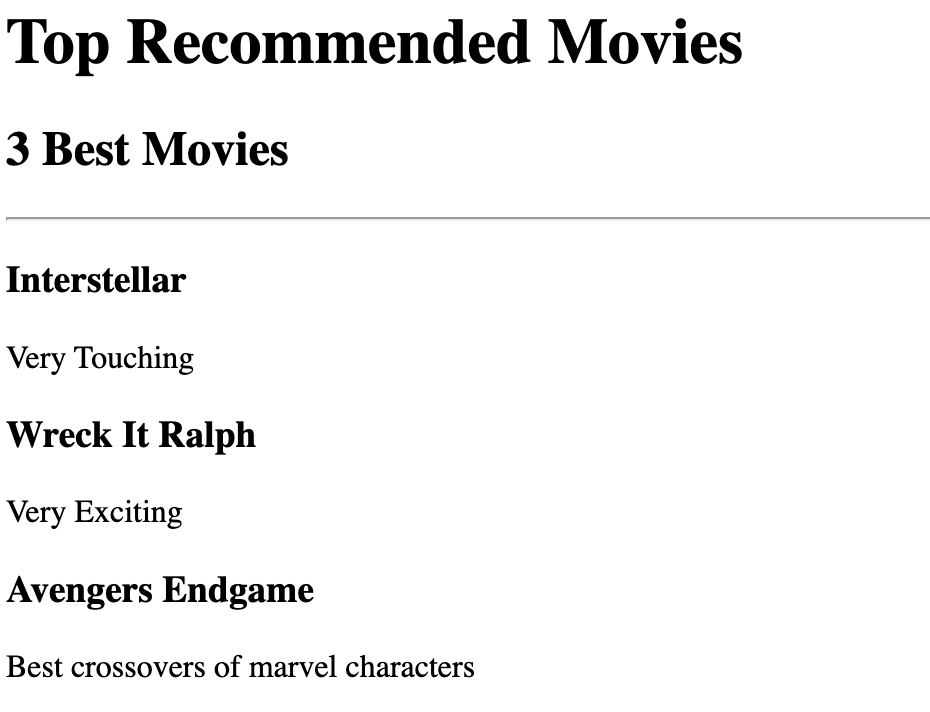 Top Recommended Movies
3 Best Movies
Interstellar
Very Touching
Wreck It Ralph
Very Exciting
Avengers Endgame
Best crossovers of marvel characters